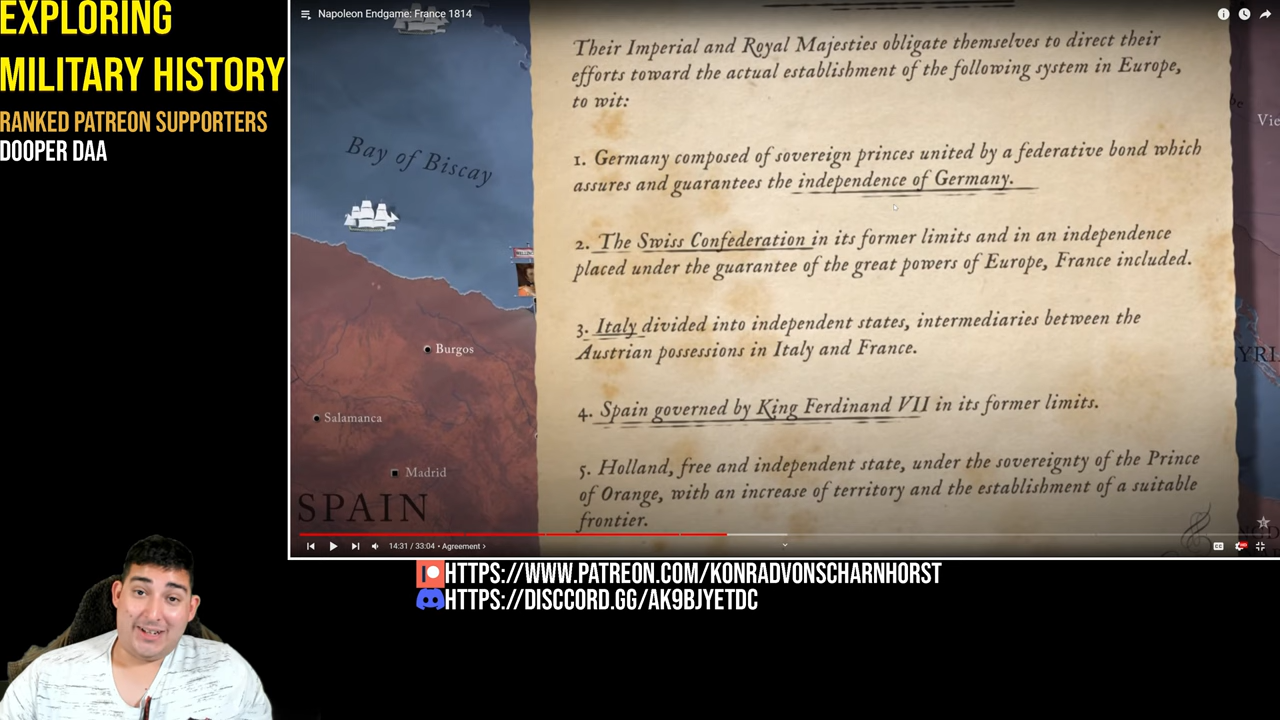 EXPLORING
MILITARY HISTORY
RANKED PATREON SUPPORTERS
DOOPER DAA
Napoleon Endgame: France 1814
Their Imperial and Royal Majesties obligate themselves to direct their
efforts toward the actual establishment of the following system in Europe,
to wit:
1. Germany composed of sovereign princes united by a federative bond which
assures and guarantees the independence of Germany.
2. The Swiss Confederation in its former limits and in an independence
placed under the guarantee of the great powers of Europe, France included.
3. Italy divided into independent states, intermediaries between the
Austrian possessions in Italy and France.
4. Spain governed by King Ferdinand VII in its former limits.
5. Holland, free and independent state, under the sovereignty of the Prince
of Orange, with an increase of territory and the establishment of a suitable
frontier.
Bay of Biscay
Burgos
Salamanca
Madrid
SPAIN
Vie
YRI
14:31 / 33:04 • Agreement ›
CC
HTTPS://WWW.PATREON.COM/KONRADVONSCHARNHORST
HTTPS://DISCCORD.GG/AK9BJYETDC